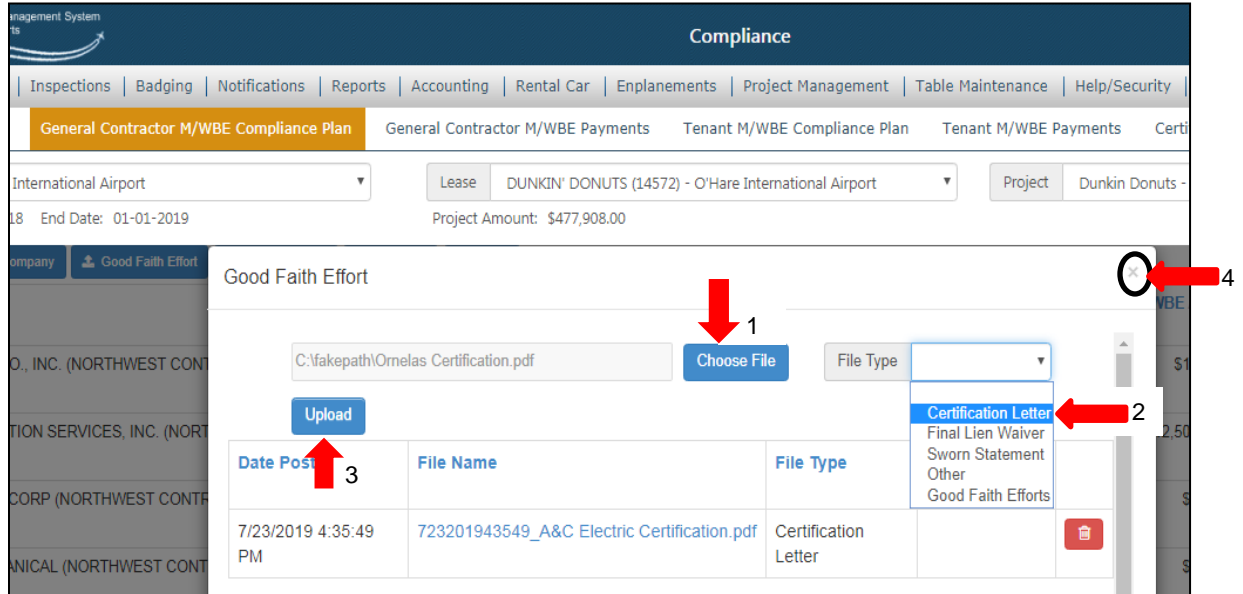 anagement System
ts
Compliance
Inspections | Badging | Notifications | Reports | Accounting | Rental Car | Enplanements | Project Management | Table Maintenance | Help/Security |
General Contractor M/WBE Compliance Plan General Contractor M/WBE Payments Tenant M/WBE Compliance Plan Tenant M/WBE Payments Certi
International Airport Lease DUNKIN' DONUTS (14572) - O'Hare International Airport Project Dunkin Donuts -
18 End Date: 01-01-2019 Project Amount: $477,908.00
ompany Good Faith Effort
Good Faith Effort × 4
WBE
1
O., INC. (NORTHWEST CONT C:\fakepath\Ornelas Certification.pdf Choose File File Type $1
Upload Certification Letter 2
Final Lien Waiver
TION SERVICES, INC. (NORT 2,50
Sworn Statement
Date Post 3 File Name File Type
Other
Good Faith Efforts
CORP (NORTHWEST CONTR $
7/23/2019 4:35:49 PM 723201943549_A&C Electric Certification.pdf Certification Letter
ANICAL (NORTHWEST CONT $